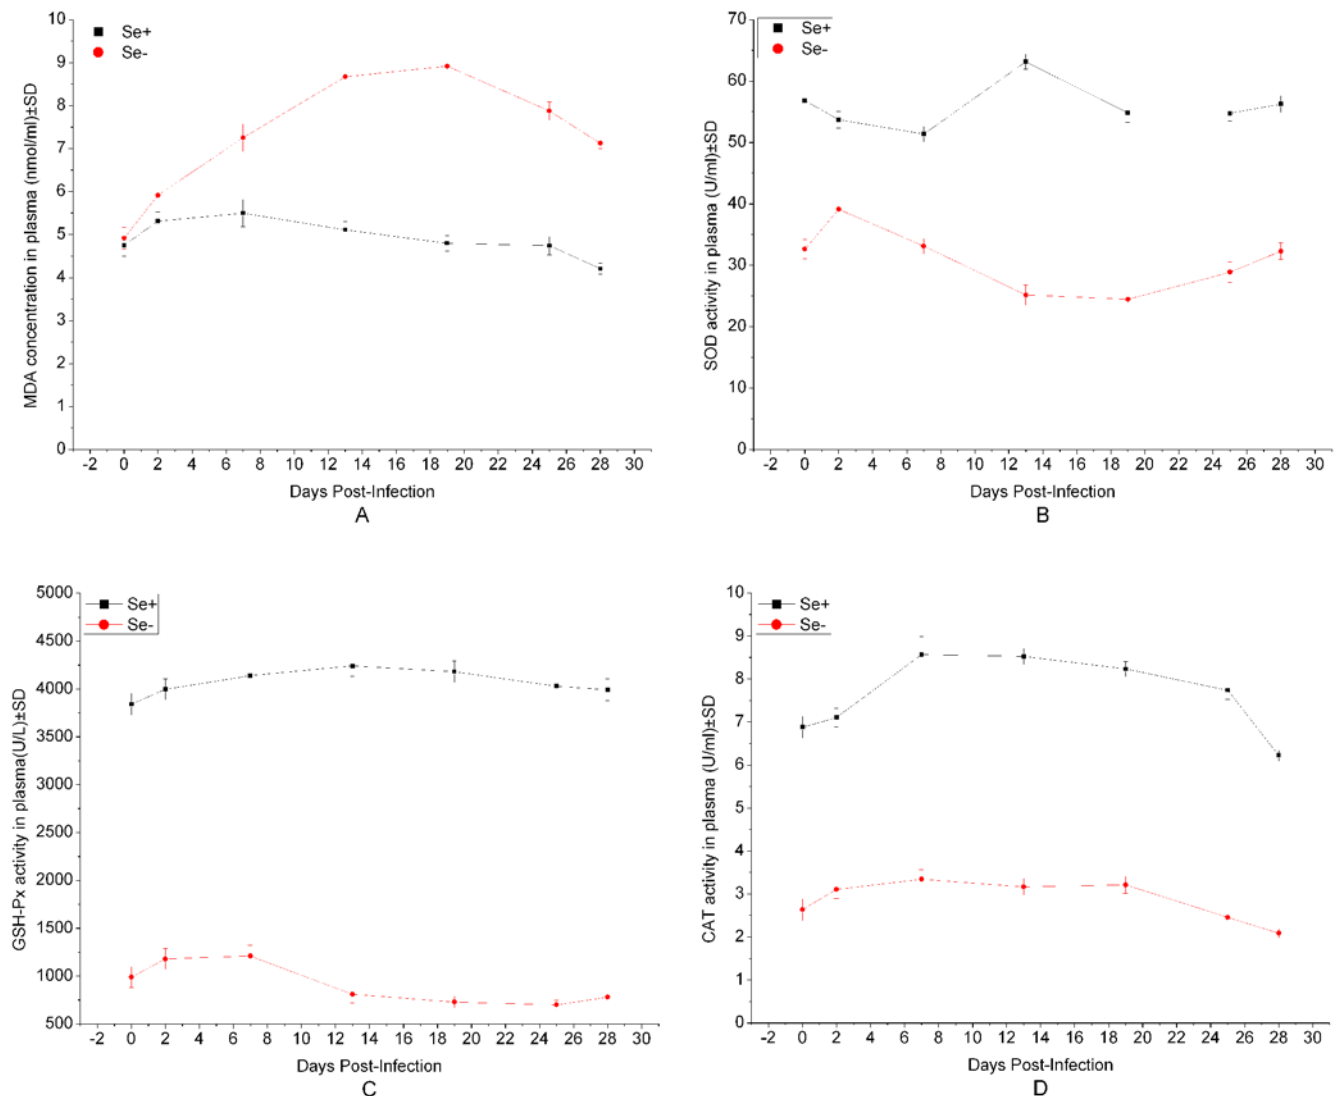 Se+
Se-
MDA concentration in plasma (nmol/ml)±SD
10
9
8
7
6
5
4
3
2
1
0
-2 0 2 4 6 8 10 12 14 16 18 20 22 24 26 28 30
Days Post-Infection
A
Se+
Se-
SOD activity in plasma (U/ml)±SD
70
60
50
40
30
20
10
0
-2 0 2 4 6 8 10 12 14 16 18 20 22 24 26 28 30
Days Post-Infection
B
Se+
Se-
GSH-Px activity in plasma(U/L)±SD
5000
4500
4000
3500
3000
2500
2000
1500
1000
500
-2 0 2 4 6 8 10 12 14 16 18 20 22 24 26 28 30
Days Post-Infection
C
Se+
Se-
CAT activity in plasma (U/ml)±SD
10
9
8
7
6
5
4
3
2
1
0
-2 0 2 4 6 8 10 12 14 16 18 20 22 24 26 28 30
Days Post-Infection
D